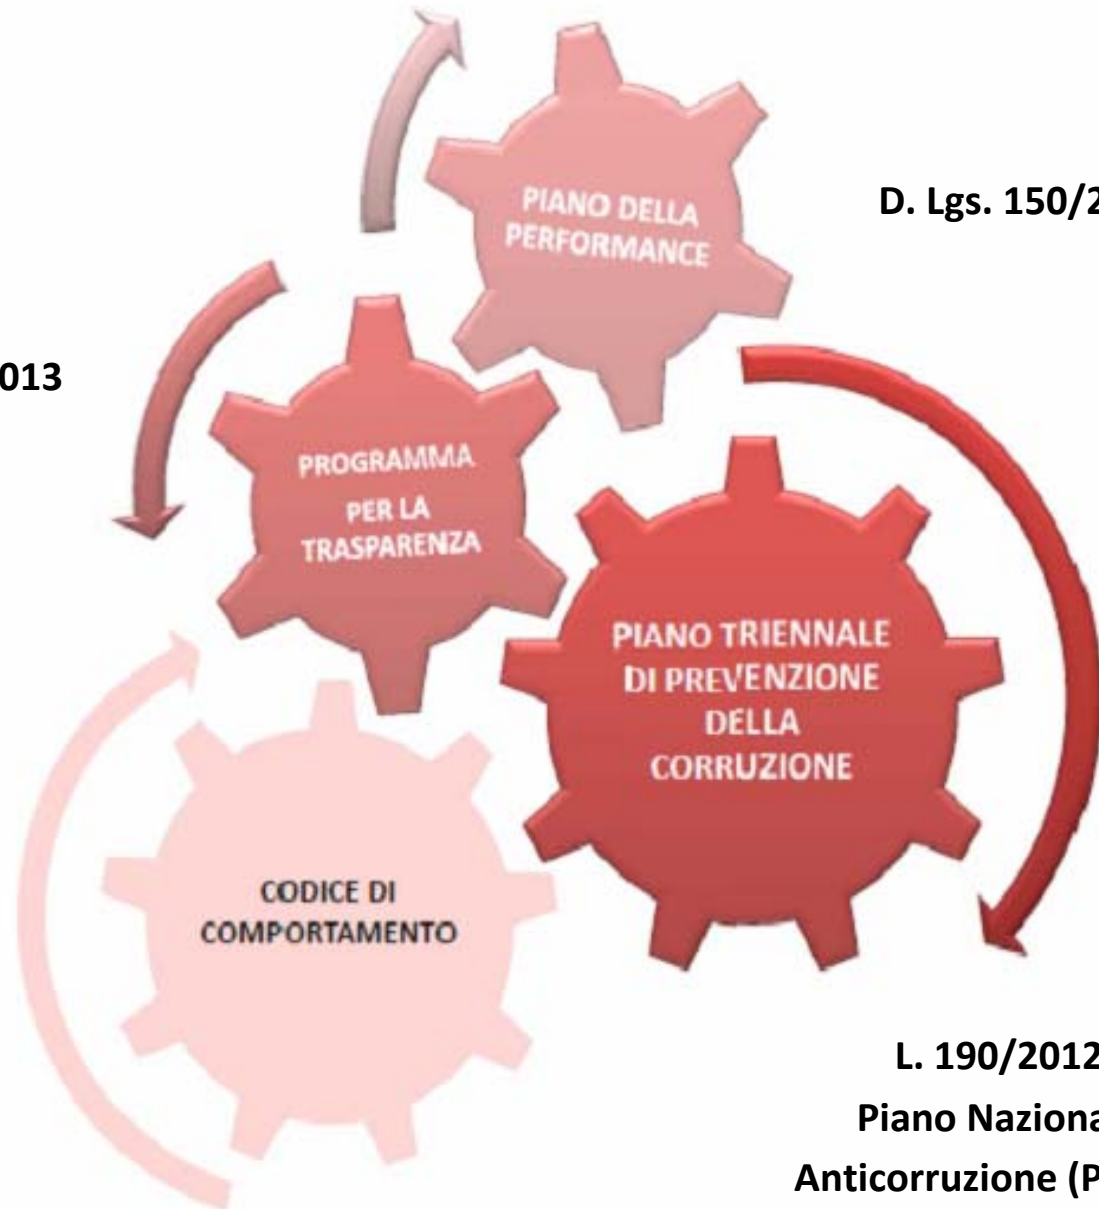 PIANO DELLA
PERFORMANCE
D. Lgs. 150/2
013
PROGRAMMA
PER LA
TRASPARENZA
PIANO TRIENNALE
DI PREVENZIONE
DELLA
CORRUZIONE
CODICE DI
COMPORTAMENTO
L. 190/2012
Piano Naziona
Anticorruzione (P